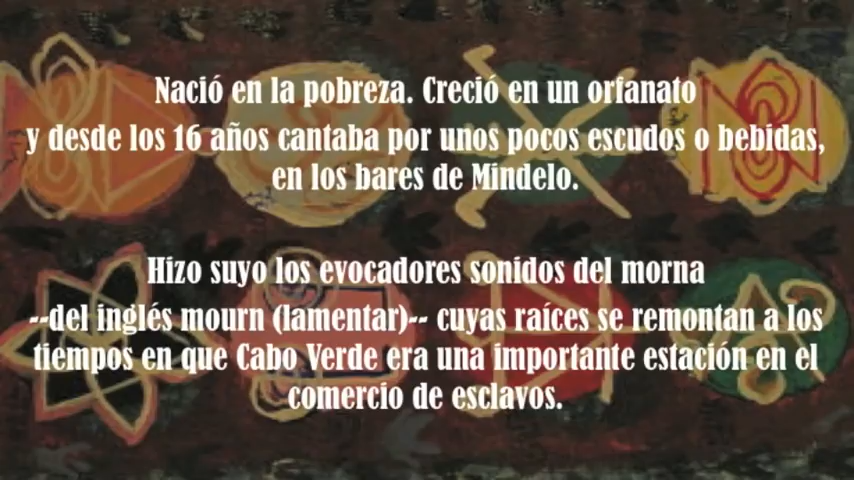 Nació en la pobreza. Creció en un orfanato
y desde los 16 años cantaba por unos pocos escudos o bebidas,
en los bares de Mindelo.
Hizo suyo los evocadores sonidos del morna
--del inglés mourn (lamentar)-- cuyas raíces se remontan a los
tiempos en que Cabo Verde era una importante estación en el
comercio de esclavos.